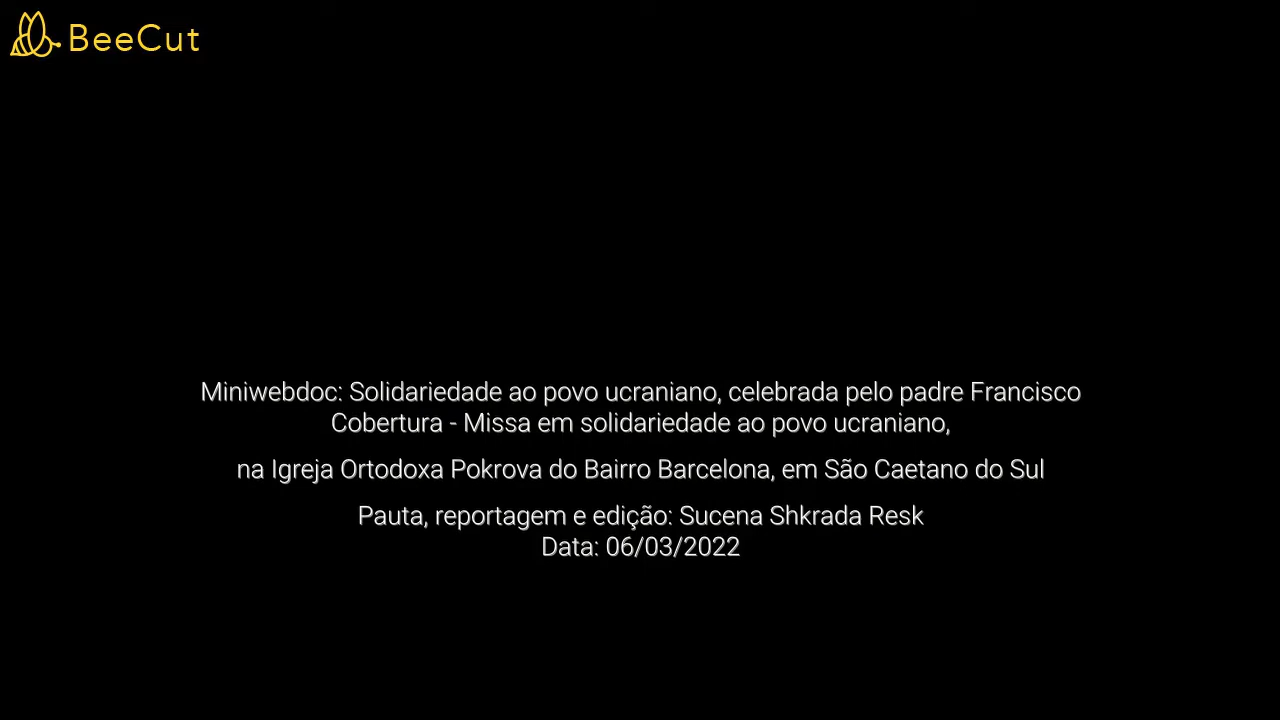 BeeCut
Miniwebdoc: Solidariedade ao povo ucraniano, celebrada pelo padre Francisco
Cobertura - Missa em solidariedade ao povo ucraniano,
na Igreja Ortodoxa Pokrova do Bairro Barcelona, em São Caetano do Sul
Pauta, reportagem e edição: Sucena Shkrada Resk
Data: 06/03/2022